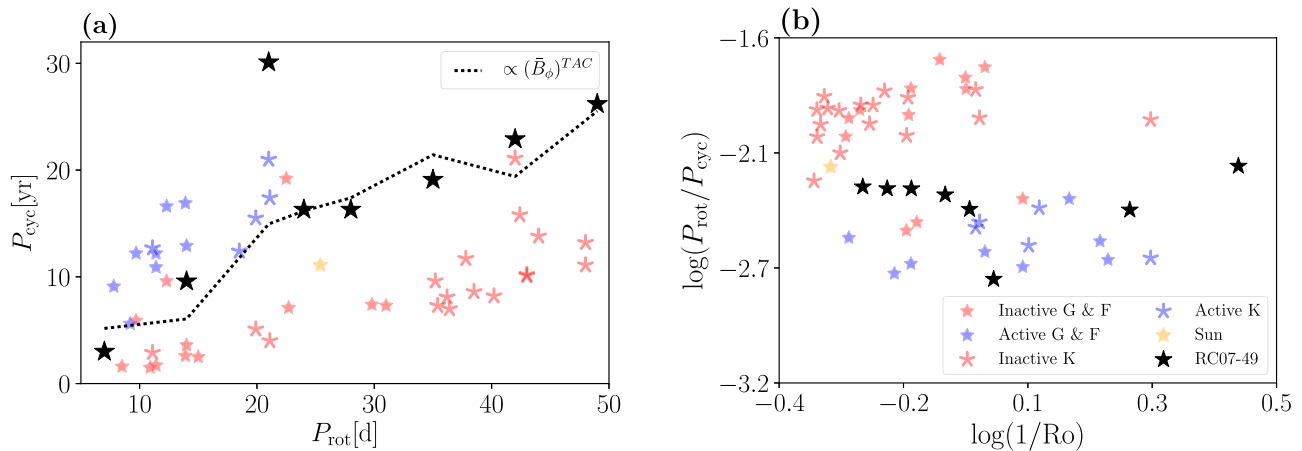 (a)
P_cyc[yr]
30
20
10
0
∝ (B̄_ϕ)^TAC
10
20
30
40
50
P_rot[d]
(b)
log(P_rot/P_cyc)
−1.6
−2.1
−2.7
−3.2
Inactive G & F
Active G & F
Inactive K
Active K
Sun
RC07-49
−0.4
−0.2
0.1
0.3
0.5
log(1/Ro)